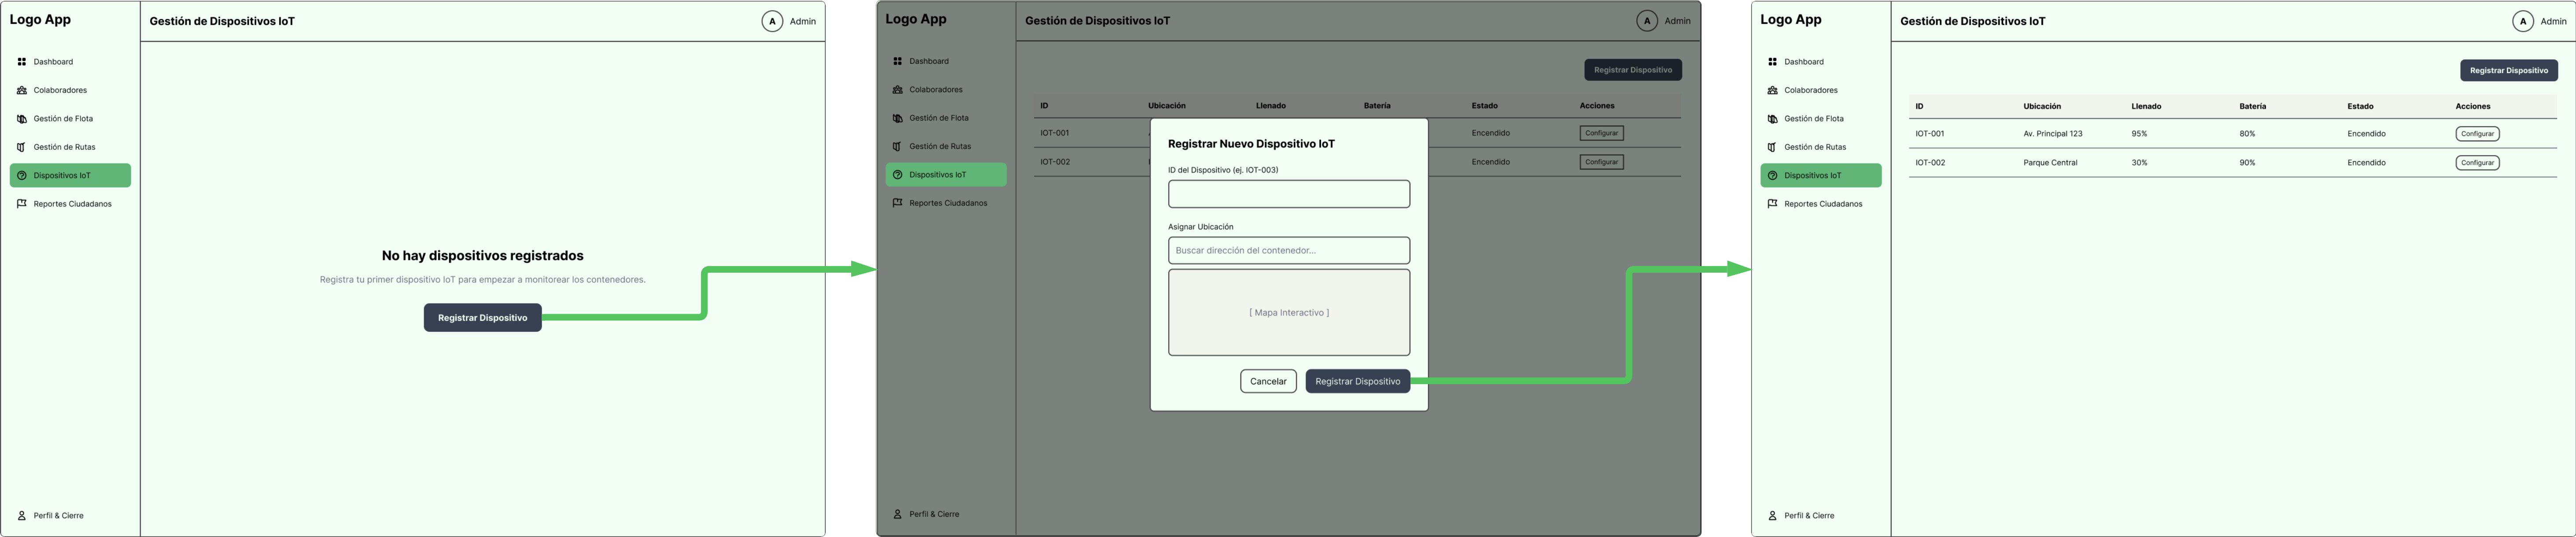 Logo App
Gestión de Dispositivos IoT
A Admin
Dashboard
Colaboradores
Gestión de Flota
Gestión de Rutas
Dispositivos IoT
Reportes Ciudadanos
No hay dispositivos registrados
Registra tu primer dispositivo IoT para empezar a monitorear los contenedores.
Registrar Dispositivo
Perfil & Cierre
Logo App
Gestión de Dispositivos IoT
A Admin
Dashboard
Colaboradores
Gestión de Flota
Gestión de Rutas
Dispositivos IoT
Reportes Ciudadanos
Registrar Dispositivo
ID Ubicación Llenado Batería Estado Acciones
IOT-001 Encendido Configurar
IOT-002 Encendido Configurar
Registrar Nuevo Dispositivo IoT
ID del Dispositivo (ej. IOT-003)
Asignar Ubicación
Buscar dirección del contenedor...
[ Mapa Interactivo ]
Cancelar Registrar Dispositivo
Perfil & Cierre
Logo App
Gestión de Dispositivos IoT
A Admin
Dashboard
Colaboradores
Gestión de Flota
Gestión de Rutas
Dispositivos IoT
Reportes Ciudadanos
Registrar Dispositivo
ID Ubicación Llenado Batería Estado Acciones
IOT-001 Av. Principal 123 95% 80% Encendido Configurar
IOT-002 Parque Central 30% 90% Encendido Configurar
Perfil & Cierre